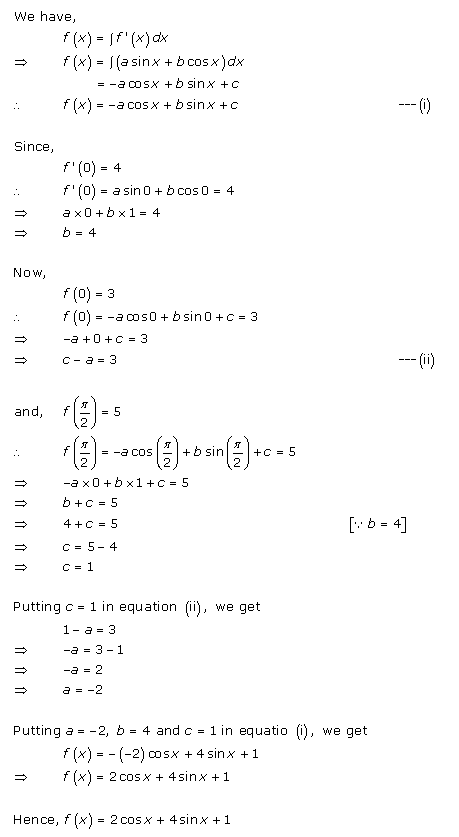 We have,
f(x) = ∫f'(x)dx
⇒ f(x) = ∫(a sin x + b cos x)dx
= -a cos x + b sin x + c
∴ f(x) = -a cos x + b sin x + c ---(i)
Since,
f'(0) = 4
∴ f'(0) = a sin 0 + b cos 0 = 4
⇒ a × 0 + b × 1 = 4
⇒ b = 4
Now,
f(0) = 3
∴ f(0) = -a cos 0 + b sin 0 + c = 3
⇒ -a + 0 + c = 3
⇒ c - a = 3 ---(ii)
and, f(π/2) = 5
∴ f(π/2) = -a cos(π/2) + b sin(π/2) + c = 5
⇒ -a × 0 + b × 1 + c = 5
⇒ b + c = 5
⇒ 4 + c = 5 [∵ b = 4]
⇒ c = 5 - 4
⇒ c = 1
Putting c = 1 in equation (ii), we get
1 - a = 3
⇒ -a = 3 - 1
⇒ -a = 2
⇒ a = -2
Putting a = -2, b = 4 and c = 1 in equatio (i), we get
f(x) = -(-2) cos x + 4 sin x + 1
⇒ f(x) = 2 cos x + 4 sin x + 1
Hence, f(x) = 2 cos x + 4 sin x + 1